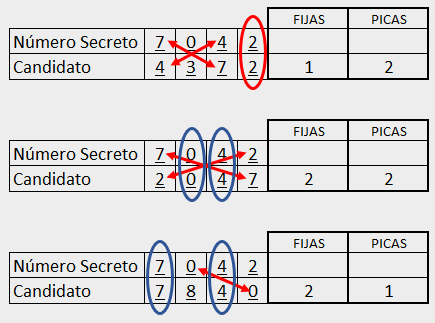 FIJAS PICAS
Número Secreto 7 0 4 2
Candidato 4 3 7 2 1 2
FIJAS PICAS
Número Secreto 7 0 4 2
Candidato 2 0 4 7 2 2
FIJAS PICAS
Número Secreto 7 0 4 2
Candidato 7 8 4 0 2 1